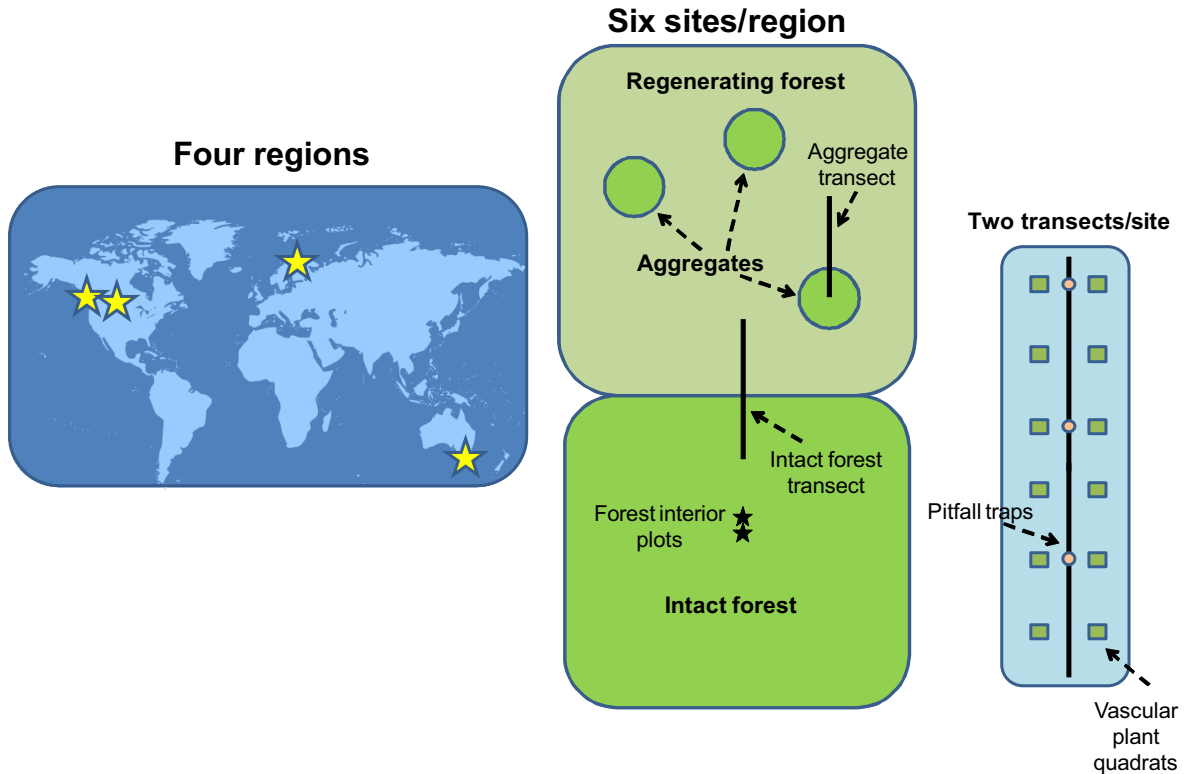 Four regions
Six sites/region
Regenerating forest
Aggregate
transect
Aggregates
Intact forest
transect
Forest interior
plots
Intact forest
Two transects/site
Pitfall traps
Vascular
plant
quadrats